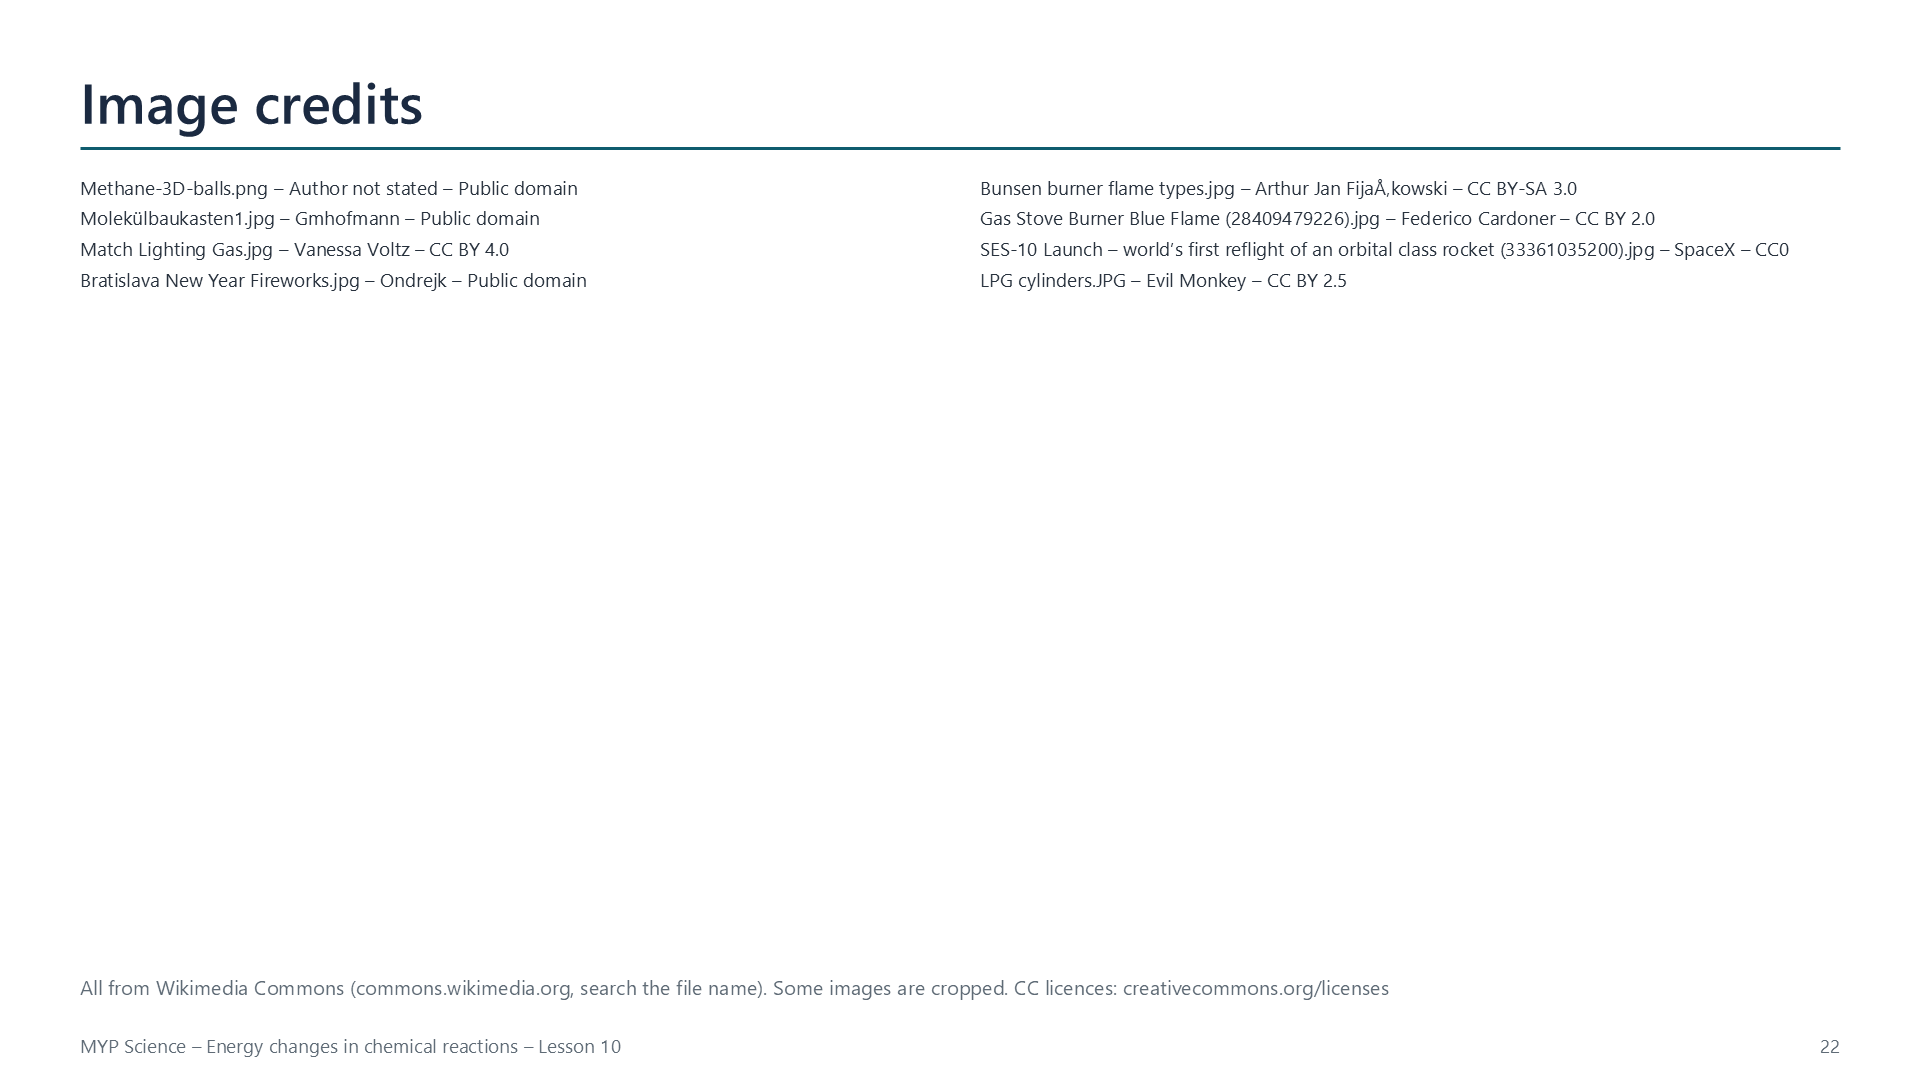 Image credits
Methane-3D-balls.png – Author not stated – Public domain
Molekülbaukasten1.jpg – Gmhofmann – Public domain
Match Lighting Gas.jpg – Vanessa Voltz – CC BY 4.0
Bratislava New Year Fireworks.jpg – Ondrejk – Public domain
Bunsen burner flame types.jpg – Arthur Jan FijaÅ‚kowski – CC BY-SA 3.0
Gas Stove Burner Blue Flame (28409479226).jpg – Federico Cardoner – CC BY 2.0
SES-10 Launch – world’s first reflight of an orbital class rocket (33361035200).jpg – SpaceX – CC0
LPG cylinders.JPG – Evil Monkey – CC BY 2.5
All from Wikimedia Commons (commons.wikimedia.org, search the file name). Some images are cropped. CC licences: creativecommons.org/licenses
MYP Science – Energy changes in chemical reactions – Lesson 10
22